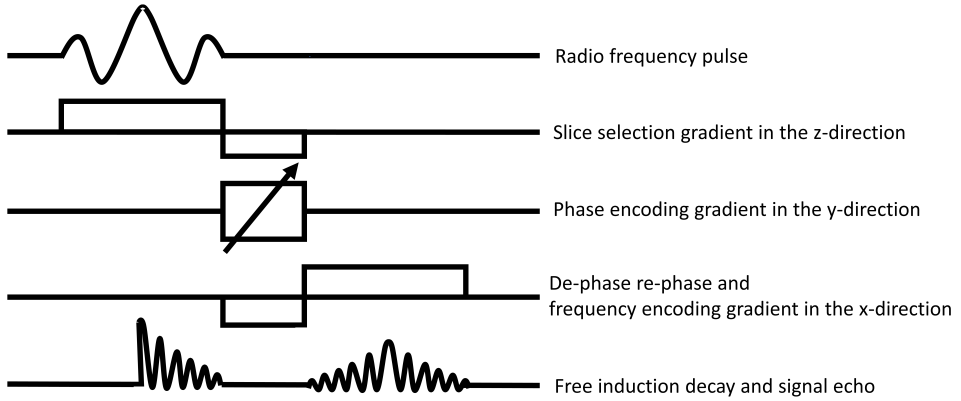 Radio frequency pulse
Slice selection gradient in the z-direction
Phase encoding gradient in the y-direction
De-phase re-phase and
frequency encoding gradient in the x-direction
Free induction decay and signal echo